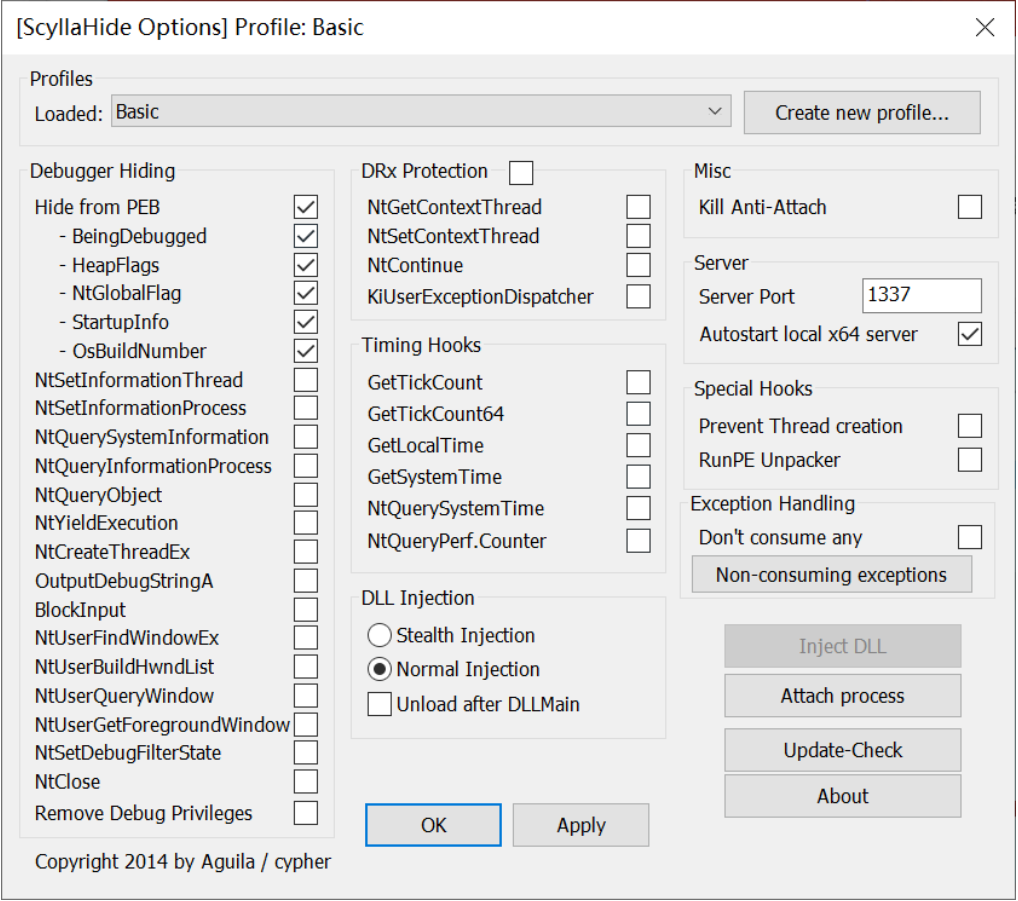 [ScyllaHide Options] Profile: Basic
Profiles
Loaded: Basic
Create new profile...
Debugger Hiding
Hide from PEB
- BeingDebugged
- HeapFlags
- NtGlobalFlag
- StartupInfo
- OsBuildNumber
NtSetInformationThread
NtSetInformationProcess
NtQuerySystemInformation
NtQueryInformationProcess
NtQueryObject
NtYieldExecution
NtCreateThreadEx
OutputDebugStringA
BlockInput
NtUserFindWindowEx
NtUserBuildHwndList
NtUserQueryWindow
NtUserGetForegroundWindow
NtSetDebugFilterState
NtClose
Remove Debug Privileges
DRx Protection
NtGetContextThread
NtSetContextThread
NtContinue
KiUserExceptionDispatcher
Timing Hooks
GetTickCount
GetTickCount64
GetLocalTime
GetSystemTime
NtQuerySystemTime
NtQueryPerf.Counter
DLL Injection
Stealth Injection
Normal Injection
Unload after DLLMain
Misc
Kill Anti-Attach
Server
Server Port 1337
Autostart local x64 server
Special Hooks
Prevent Thread creation
RunPE Unpacker
Exception Handling
Don't consume any
Non-consuming exceptions
Inject DLL
Attach process
Update-Check
About
OK
Apply
Copyright 2014 by Aguila / cypher